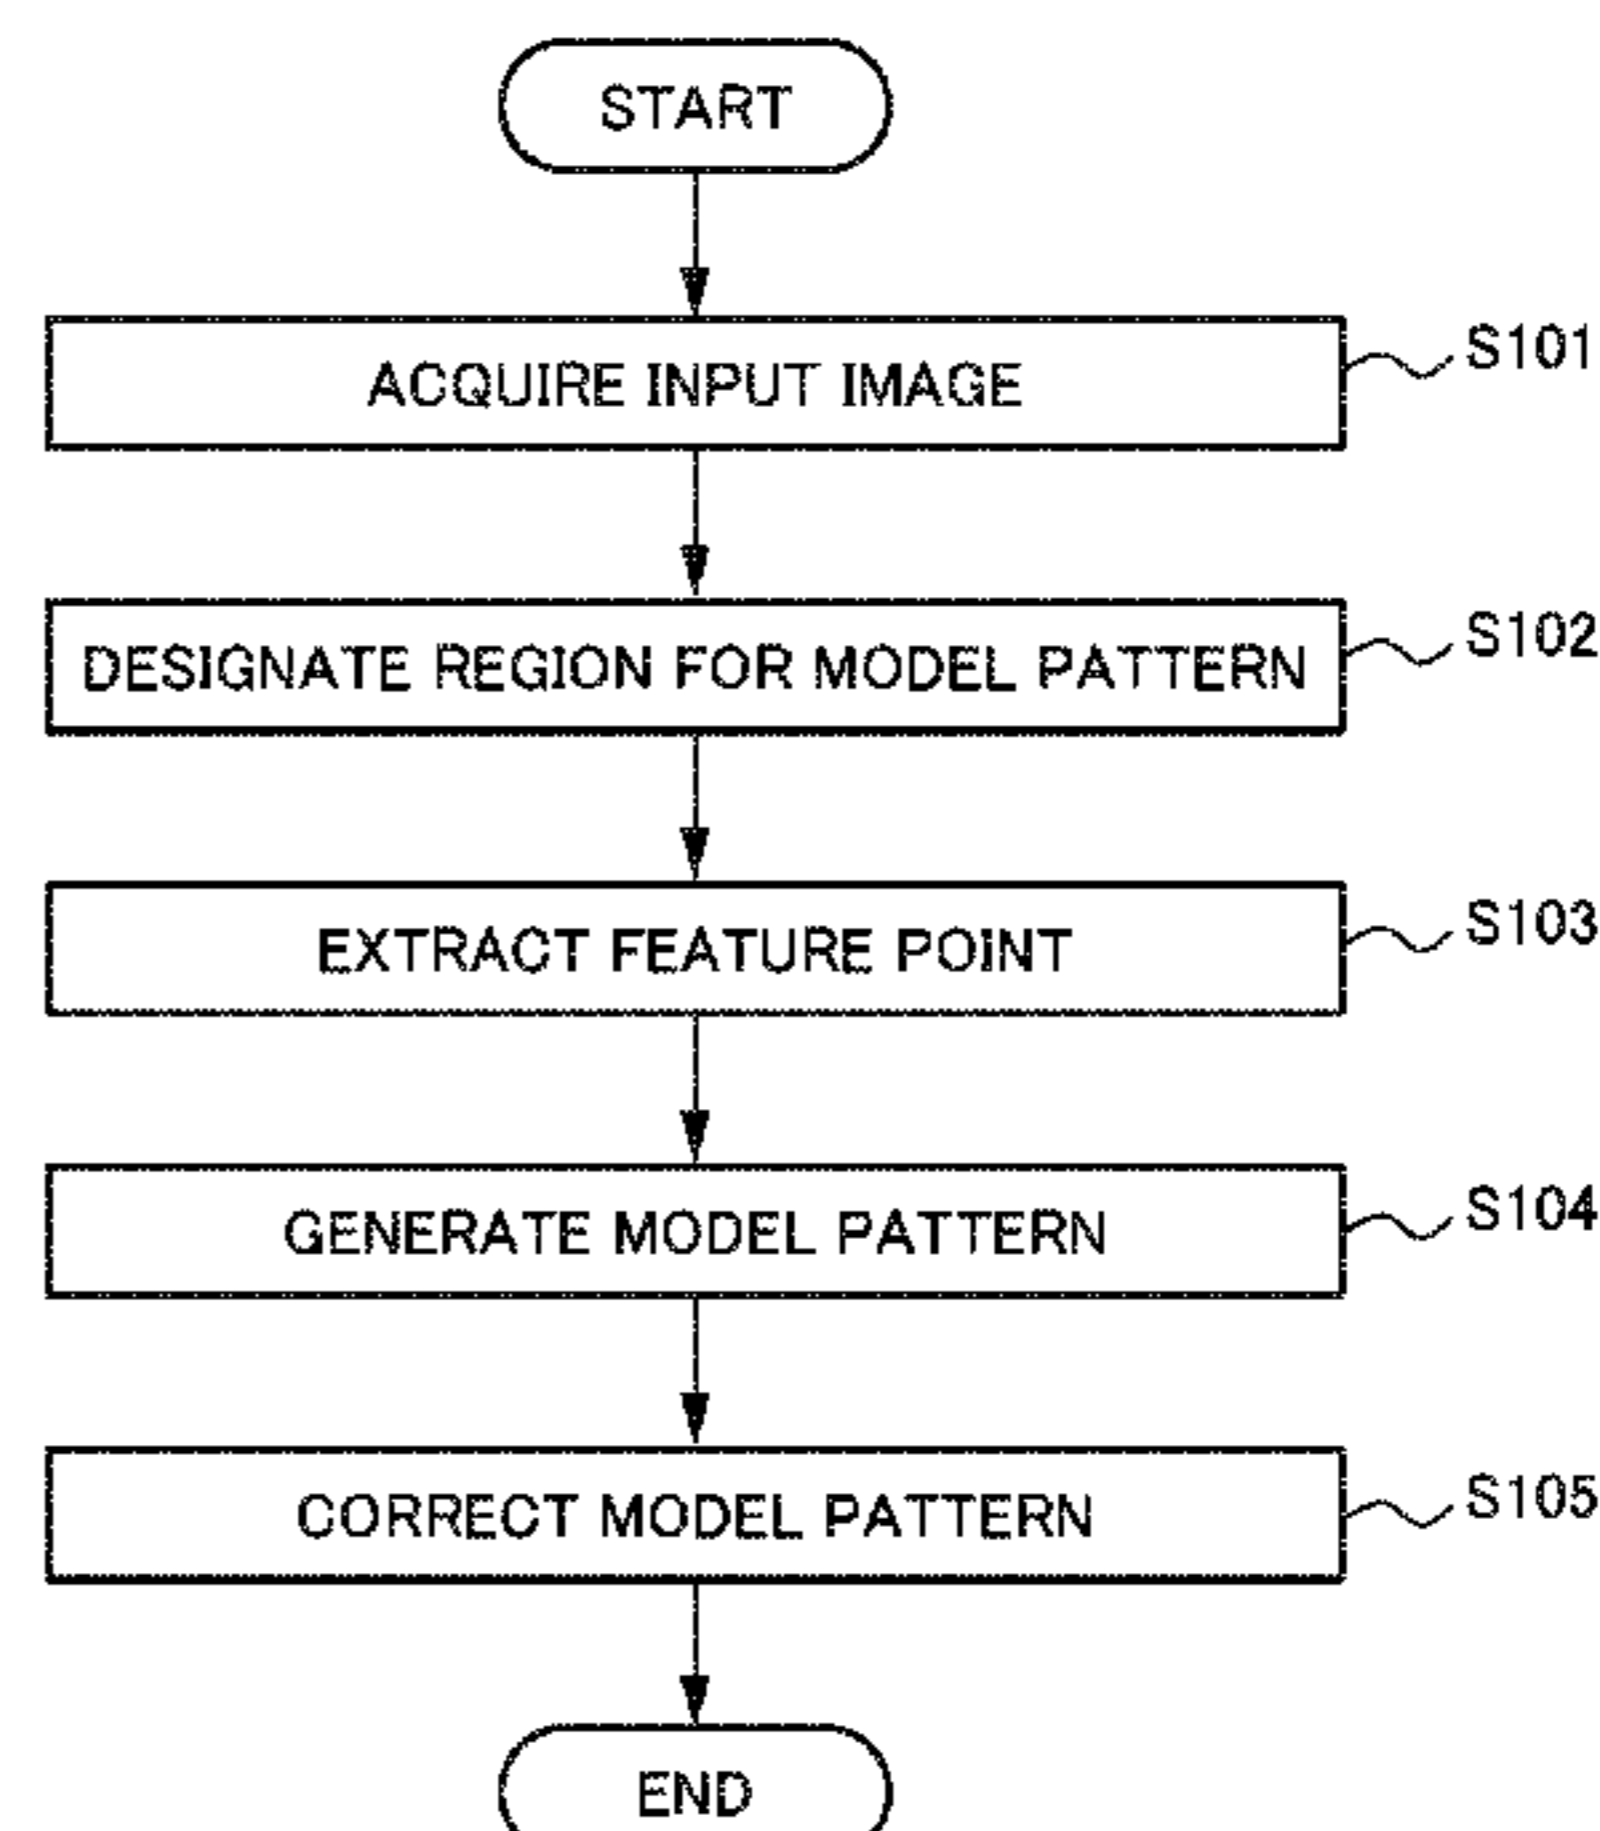 START
ACQUIRE INPUT IMAGE
S101
DESIGNATE REGION FOR MODEL PATTERN
S102
EXTRACT FEATURE POINT
S103
GENERATE MODEL PATTERN
S104
CORRECT MODEL PATTERN
S105
END